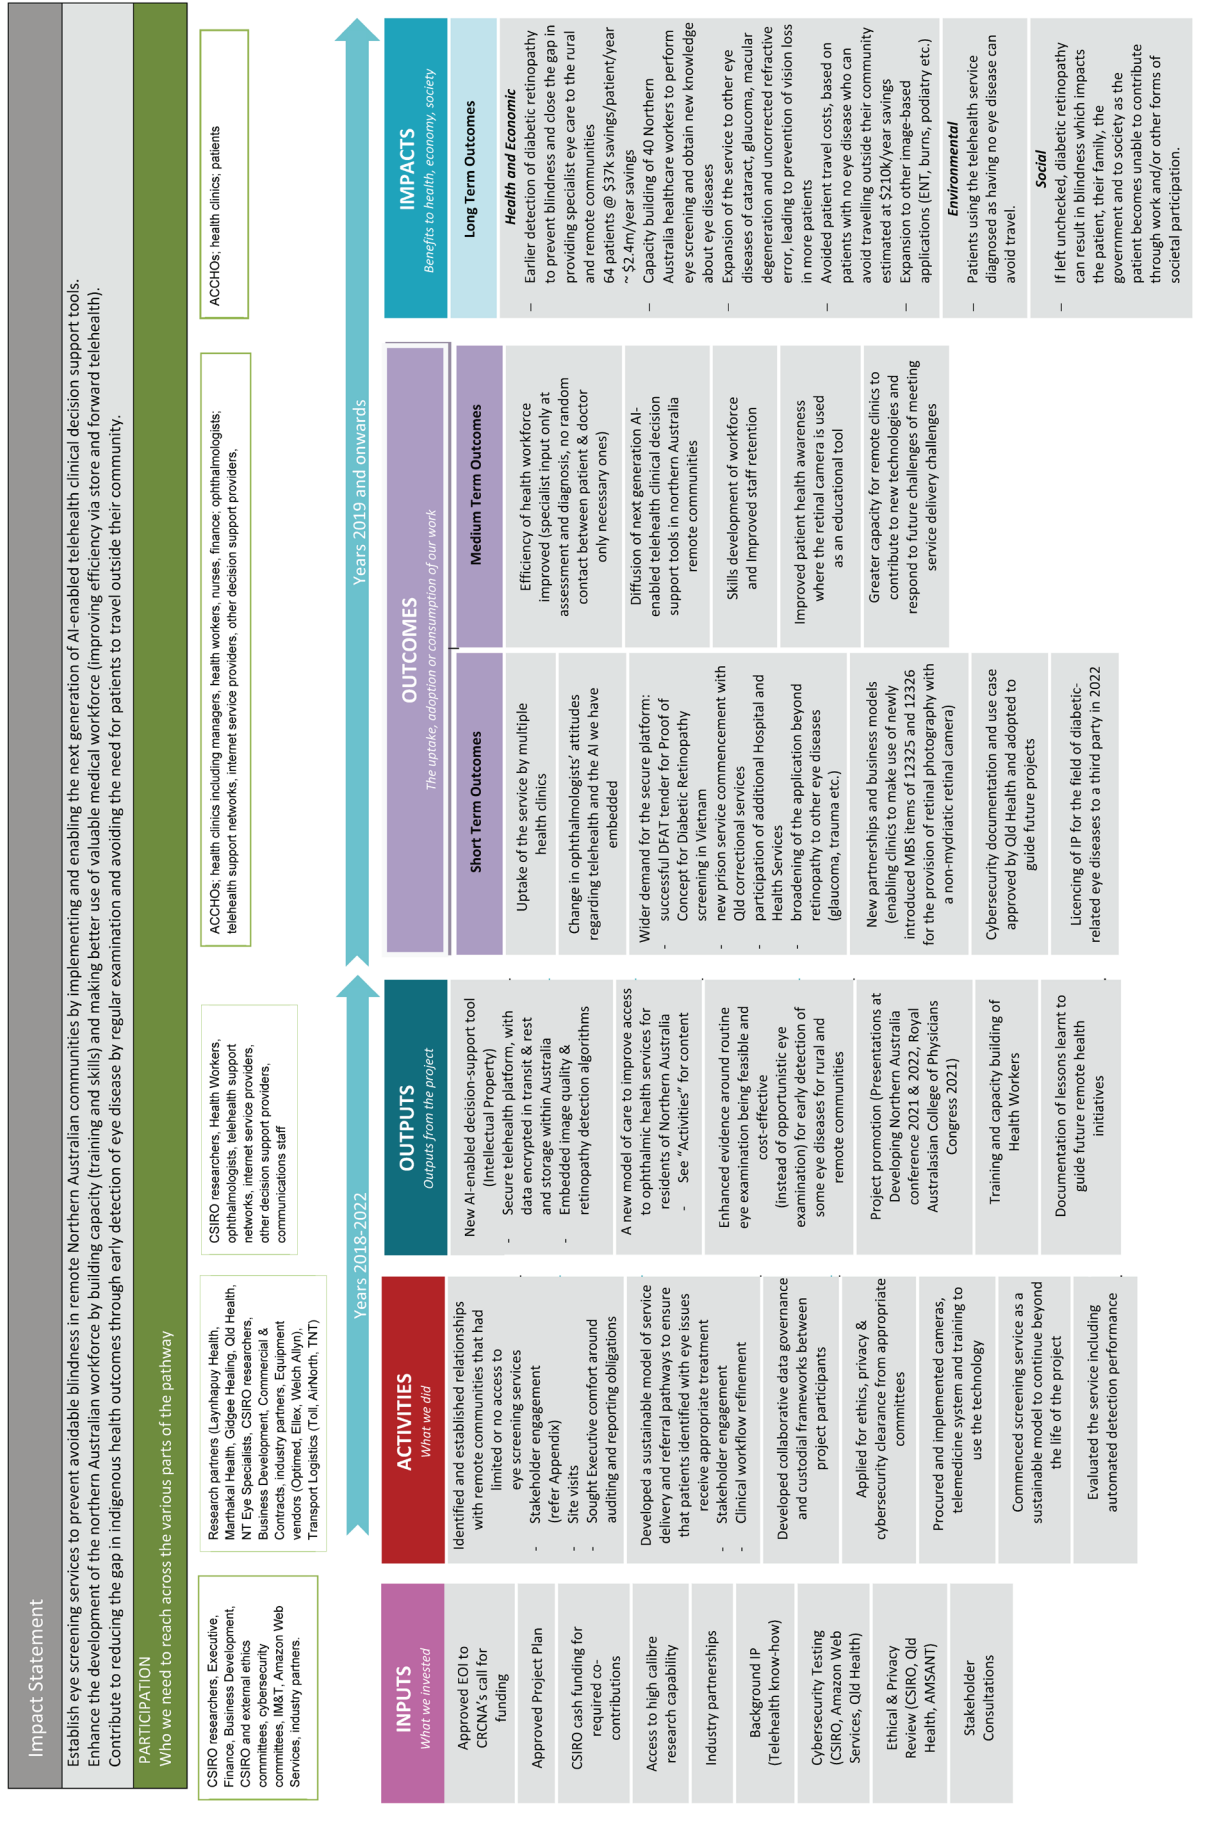 Impact Statement
Establish eye screening services to prevent avoidable blindness in remote Northern Australian communities by implementing and enabling the next generation of AI-enabled telehealth clinical decision support tools.
Enhance the development of the northern Australian workforce by building capacity (training and skills) and making better use of valuable medical workforce (improving efficiency via store and forward telehealth).
Contribute to reducing the gap in indigenous health outcomes through early detection of eye disease by regular examination and avoiding the need for patients to travel outside their community.
PARTICIPATION
Who we need to reach across the various parts of the pathway
CSIRO researchers, Executive,
Finance, Business Development,
CSIRO and external ethics
committees, cybersecurity
committees, IM&T, Amazon Web
Services, industry partners.
Research partners (Laynhapuy Health,
Marthakal Health, Gidgee Healing, Qld Health,
NT Eye Specialists, CSIRO researchers,
Business Development, Commercial &
Contracts, industry partners, Equipment
vendors (Optimed, Ellex, Welch Allyn),
Transport Logistics (Toll, AirNorth, TNT)
CSIRO researchers, Health Workers,
ophthalmologists, telehealth support
networks, internet service providers,
other decision support providers,
communications staff
ACCHOs; health clinics including managers, health workers, nurses, finance; ophthalmologists;
telehealth support networks, internet service providers, other decision support providers,
ACCHOs; health clinics; patients
Years 2018-2022
Years 2019 and onwards
INPUTS
What we invested
Approved EOI to
CRCNA's call for
funding
Approved Project Plan
CSIRO cash funding for
required co-
contributions
Access to high calibre
research capability
Industry partnerships
Background IP
(Telehealth know-how)
Cybersecurity Testing
(CSIRO, Amazon Web
Services, Qld Health)
Ethical & Privacy
Review (CSIRO, Qld
Health, AMSANT)
Stakeholder
Consultations
ACTIVITIES
What we did
Identified and established relationships
with remote communities that had
limited or no access to
eye screening services
- Stakeholder engagement
(refer Appendix)
- Site visits
- Sought Executive comfort around
auditing and reporting obligations
Developed a sustainable model of service
delivery and referral pathways to ensure
that patients identified with eye issues
receive appropriate treatment
- Stakeholder engagement
- Clinical workflow refinement
Developed collaborative data governance
and custodial frameworks between
project participants
Applied for ethics, privacy &
cybersecurity clearance from appropriate
committees
Procured and implemented cameras,
telemedicine system and training to
use the technology
Commenced screening service as a
sustainable model to continue beyond
the life of the project
Evaluated the service including
automated detection performance
OUTPUTS
Outputs from the project
New AI-enabled decision-support tool
(Intellectual Property)
- Secure telehealth platform, with
data encrypted in transit & rest
and storage within Australia
- Embedded image quality &
retinopathy detection algorithms
A new model of care to improve access
to ophthalmic health services for
residents of Northern Australia
- See "Activities" for content
Enhanced evidence around routine
eye examination being feasible and
cost-effective
(instead of opportunistic eye
examination) for early detection of
some eye diseases for rural and
remote communities
Project promotion (Presentations at
Developing Northern Australia
conference 2021 & 2022, Royal
Australasian College of Physicians
Congress 2021)
Training and capacity building of
Health Workers
Documentation of lessons learnt to
guide future remote health
initiatives
OUTCOMES
The uptake, adoption or consumption of our work
Short Term Outcomes
Uptake of the service by multiple
health clinics
Change in ophthalmologists' attitudes
regarding telehealth and the AI we have
embedded
Wider demand for the secure platform:
- successful DFAT tender for Proof of
Concept for Diabetic Retinopathy
screening in Vietnam
- new prison service commencement with
Qld correctional services
- participation of additional Hospital and
Health Services
- broadening of the application beyond
retinopathy to other eye diseases
(glaucoma, trauma etc.)
New partnerships and business models
(enabling clinics to make use of newly
introduced MBS items of 12325 and 12326
for the provision of retinal photography with
a non-mydriatic retinal camera)
Cybersecurity documentation and use case
approved by Qld Health and adopted to
guide future projects
Licencing of IP for the field of diabetic-
related eye diseases to a third party in 2022
Medium Term Outcomes
Efficiency of health workforce
improved (specialist input only at
assessment and diagnosis, no random
contact between patient & doctor
only necessary ones)
Diffusion of next generation AI-
enabled telehealth clinical decision
support tools in northern Australia
remote communities
Skills development of workforce
and Improved staff retention
Improved patient health awareness
where the retinal camera is used
as an educational tool
Greater capacity for remote clinics to
contribute to new technologies and
respond to future challenges of meeting
service delivery challenges
IMPACTS
Benefits to health, economy, society
Long Term Outcomes
Health and Economic
– Earlier detection of diabetic retinopathy
to prevent blindness and close the gap in
providing specialist eye care to the rural
and remote communities
64 patients @ $37k savings/patient/year
~ $2.4m/year savings
– Capacity building of 40 Northern
Australia healthcare workers to perform
eye screening and obtain new knowledge
about eye diseases
– Expansion of the service to other eye
diseases of cataract, glaucoma, macular
degeneration and uncorrected refractive
error, leading to prevention of vision loss
in more patients
– Avoided patient travel costs, based on
patients with no eye disease who can
avoid travelling outside their community
estimated at $210k/year savings
– Expansion to other image-based
applications (ENT, burns, podiatry etc.)
Environmental
– Patients using the telehealth service
diagnosed as having no eye disease can
avoid travel.
Social
– If left unchecked, diabetic retinopathy
can result in blindness which impacts
the patient, their family, the
government and to society as the
patient becomes unable to contribute
through work and/or other forms of
societal participation.